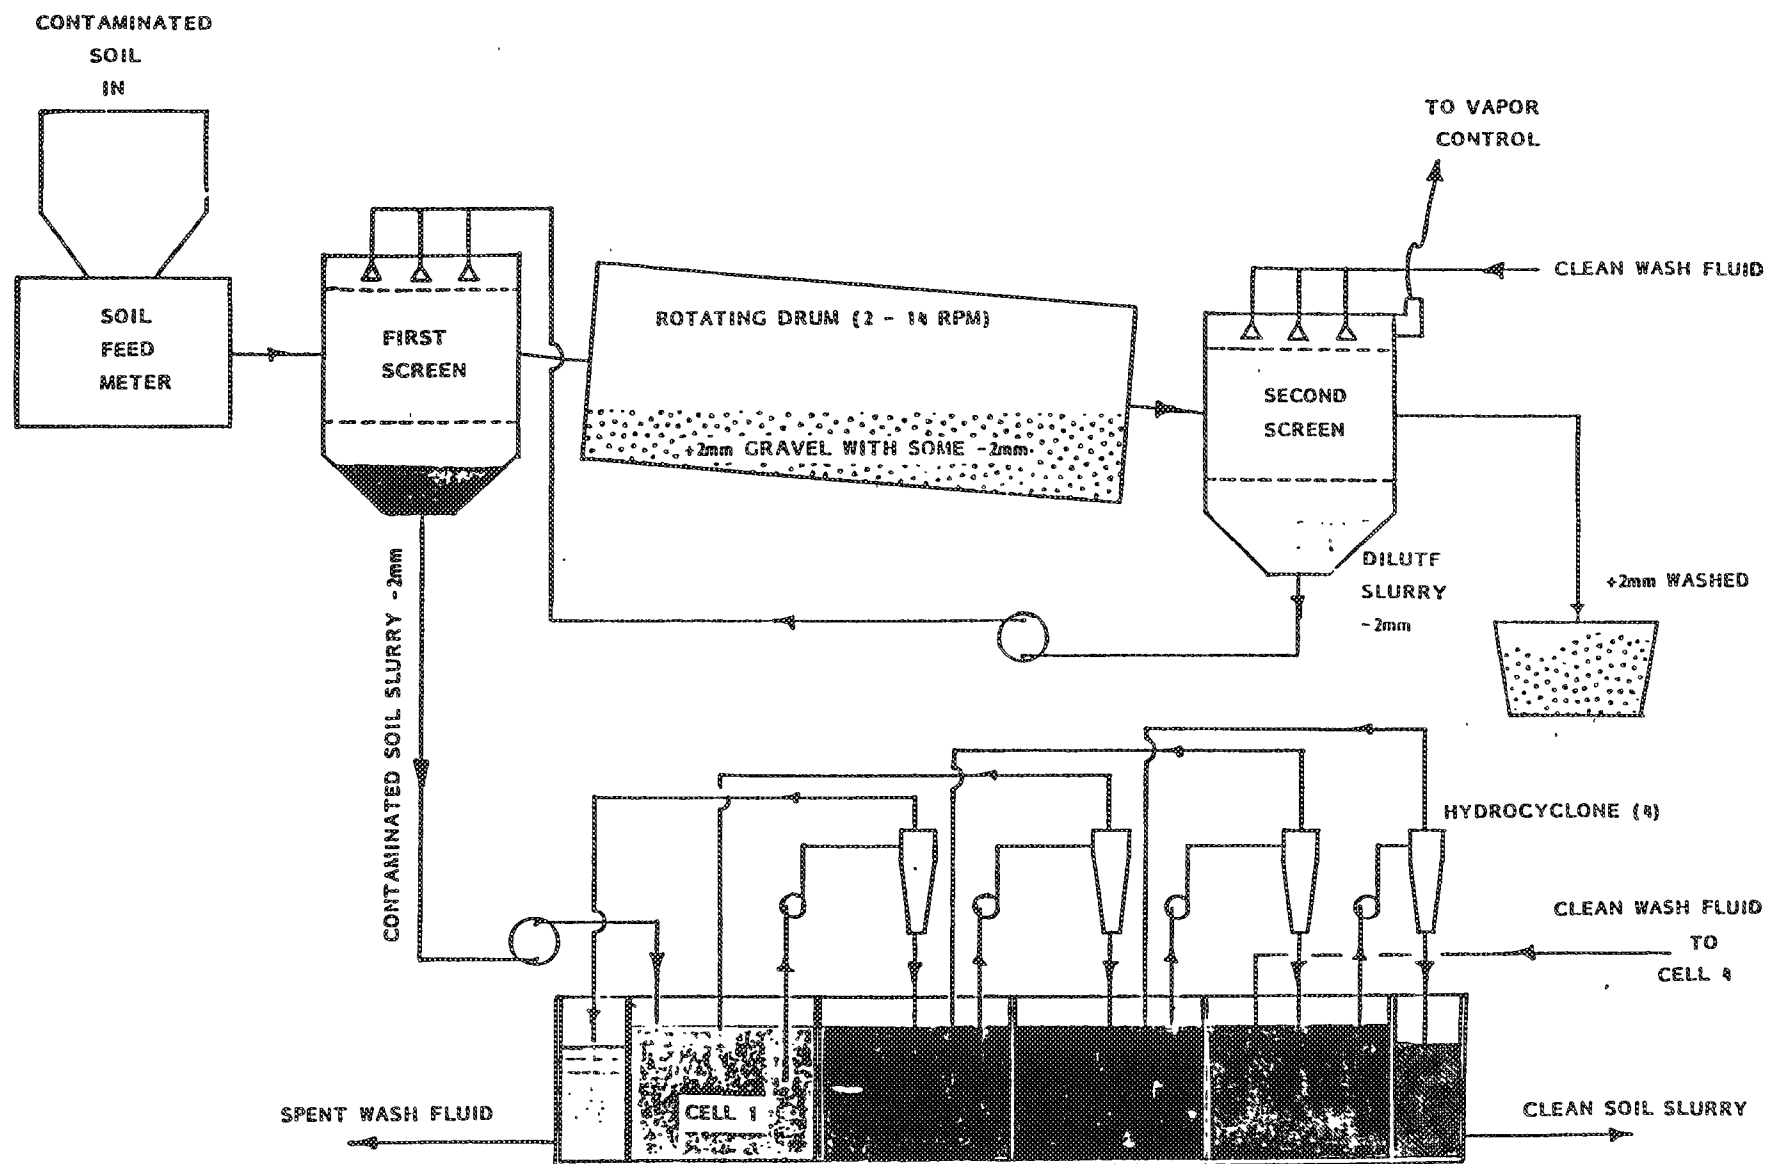 CONTAMINATED
SOIL
IN
TO VAPOR
CONTROL
CLEAN WASH FLUID
SOIL
FEED
METER
FIRST
SCREEN
ROTATING DRUM (2 - 14 RPM)
+2mm GRAVEL WITH SOME -2mm
SECOND
SCREEN
DILUTE
SLURRY
-2mm
+2mm WASHED
CONTAMINATED SOIL SLURRY -2mm
HYDROCYCLONE (4)
CLEAN WASH FLUID
TO
CELL 4
CELL 1
SPENT WASH FLUID
CLEAN SOIL SLURRY